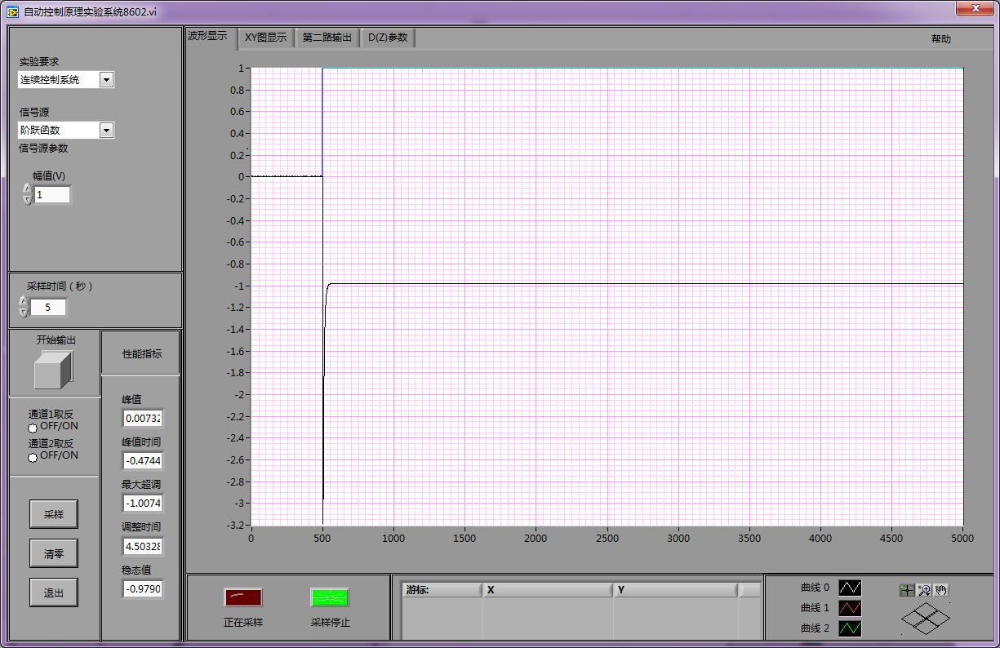 自动控制原理实验系统8602.vi
波形显示 XY图显示 第二路输出 D(Z)参数 帮助
实验要求
连续控制系统
信号源
阶跃函数
信号源参数
幅值(V)
1
采样时间（秒）
5
开始输出
通道1取反
OFF/ON
通道2取反
OFF/ON
采样
清零
退出
性能指标
峰值
0.00732
峰值时间
-0.4744
最大超调
-1.0074
调整时间
4.50328
稳态值
-0.9790
1
0.8
0.6
0.4
0.2
0
-0.2
-0.4
-0.6
-0.8
-1
-1.2
-1.4
-1.6
-1.8
-2
-2.2
-2.4
-2.6
-2.8
-3
-3.2
0 500 1000 1500 2000 2500 3000 3500 4000 4500 5000
正在采样 采样停止
游标: X Y
曲线 0
曲线 1
曲线 2